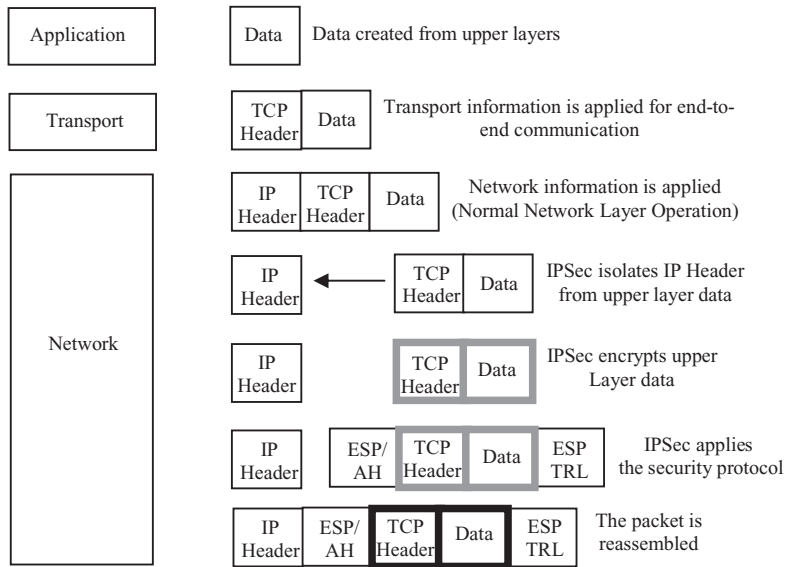 Application
Data
Data created from upper layers
Transport
TCP
Header
Data
Transport information is applied for end-to-
end communication
Network
IP
Header
TCP
Header
Data
Network information is applied
(Normal Network Layer Operation)
IP
Header
TCP
Header
Data
IPSec isolates IP Header
from upper layer data
IP
Header
TCP
Header
Data
IPSec encrypts upper
Layer data
IP
Header
ESP/
AH
TCP
Header
Data
ESP
TRL
IPSec applies
the security protocol
IP
Header
ESP/
AH
TCP
Header
Data
ESP
TRL
The packet is
reassembled